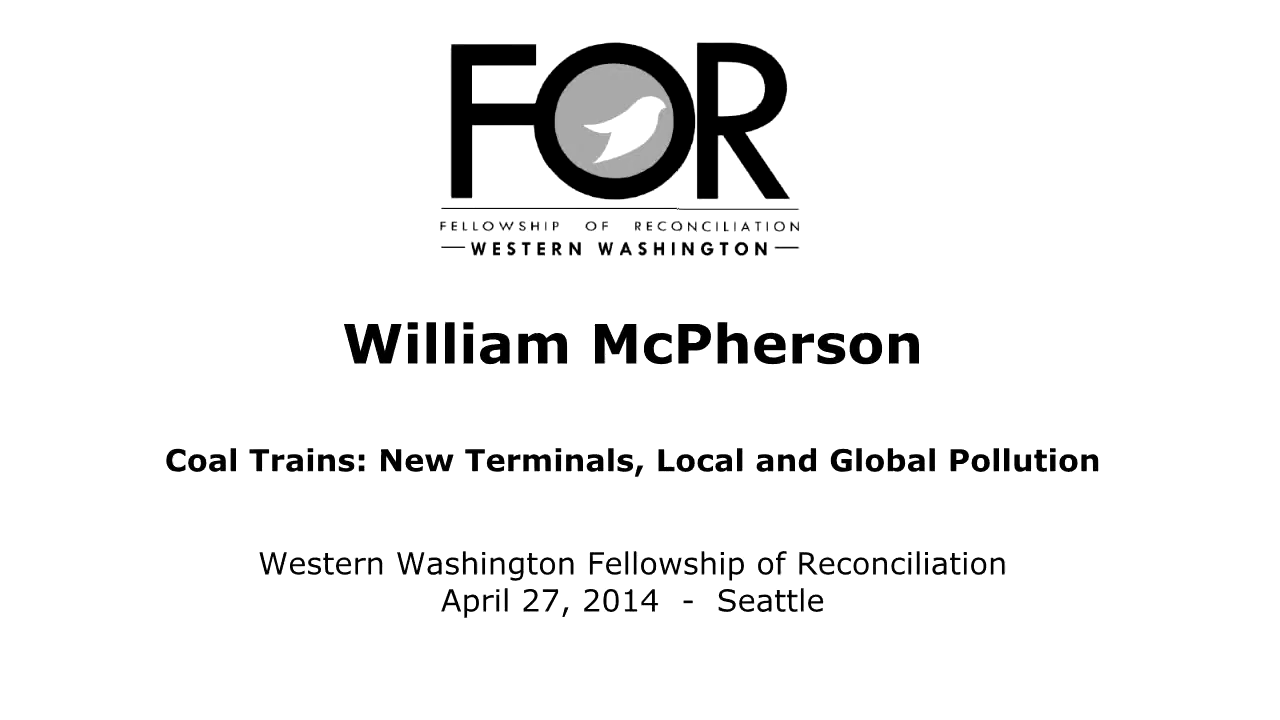 FOR
FELLOWSHIP OF RECONCILIATION
WESTERN WASHINGTON
William McPherson
Coal Trains: New Terminals, Local and Global Pollution
Western Washington Fellowship of Reconciliation
April 27, 2014 - Seattle